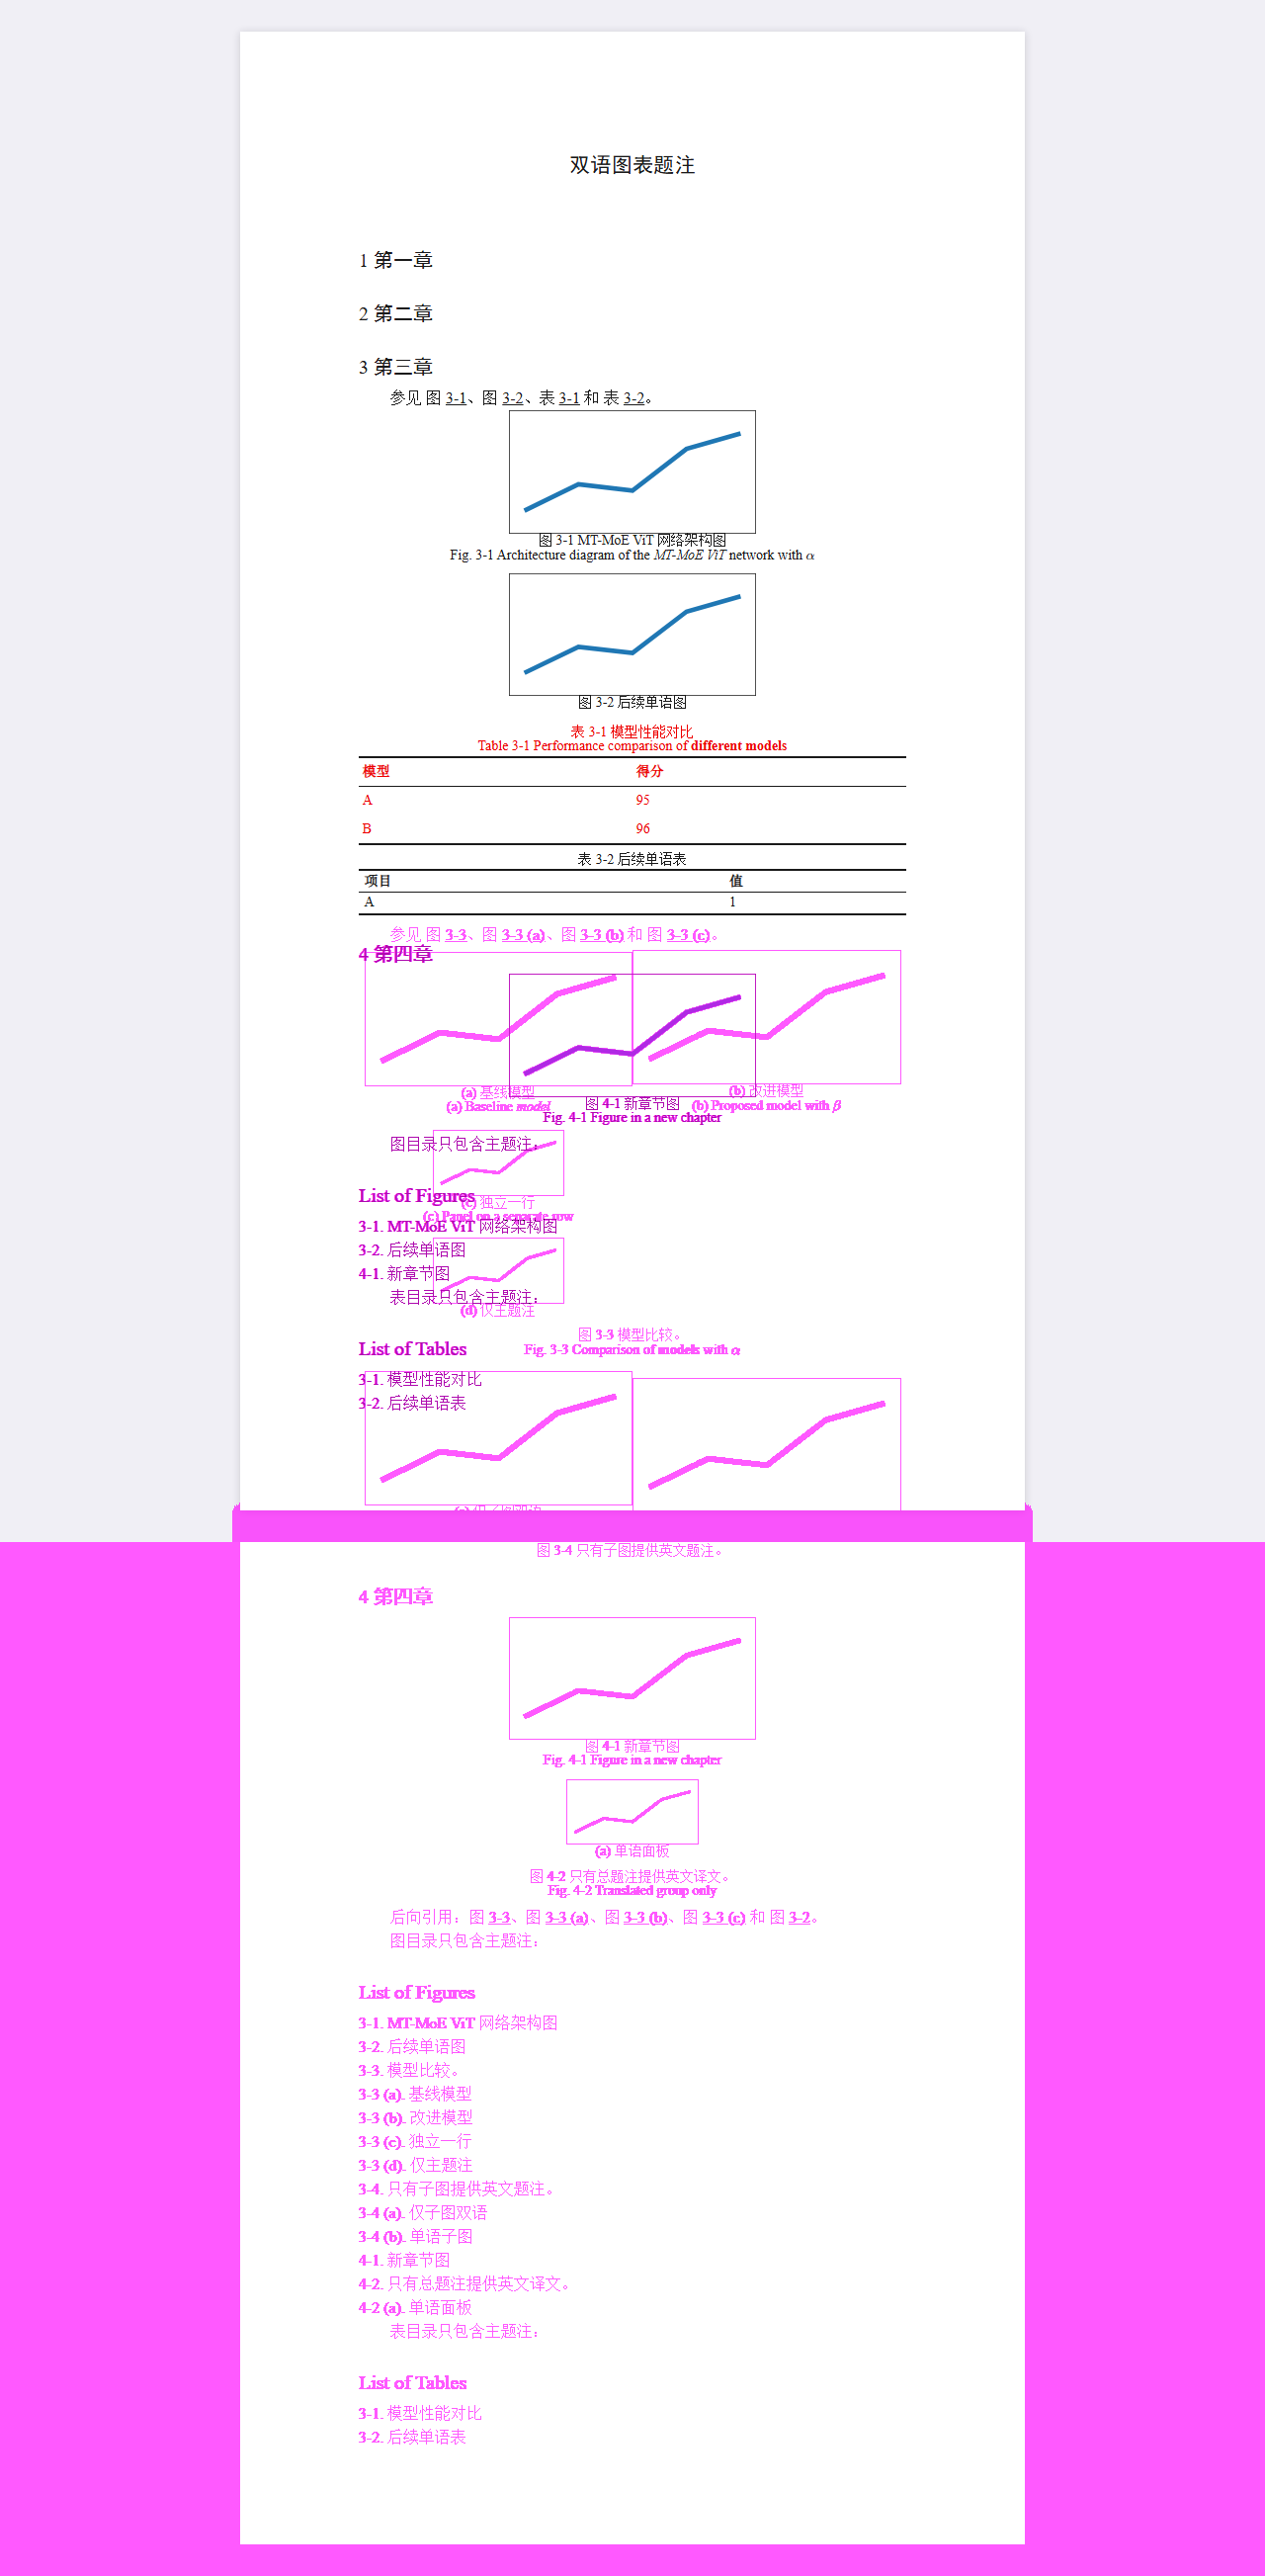 双语图表题注
1 第一章
2 第二章
3 第三章
参见 图 3-1、图 3-2、表 3-1 和 表 3-2。
图 3-1 MT-MoE ViT 网络架构图
Fig. 3-1 Architecture diagram of the MT-MoE ViT network with α
图 3-2 后续单语图
表 3-1 模型性能对比
Table 3-1 Performance comparison of different models
模型 得分
A 95
B 96
表 3-2 后续单语表
项目 值
A 1
参见 图 3-3、图 3-3 (a)、图 3-3 (b) 和 图 3-3 (c)。
4 第四章
(a) 基线模型
(a) Baseline model
(b) 改进模型
(b) Proposed model with β
图 4-1 新章节图
Fig. 4-1 Figure in a new chapter
图目录只包含主题注：
List of Figures
(c) 独立一行
(c) Panel on a separate row
3-1. MT-MoE ViT 网络架构图
3-2. 后续单语图
4-1. 新章节图
表目录只包含主题注：
(d) 仅主题注
图 3-3 模型比较。
Fig. 3-3 Comparison of models with α
List of Tables
3-1. 模型性能对比
3-2. 后续单语表
图 3-4 只有子图提供英文题注。
4 第四章
图 4-1 新章节图
Fig. 4-1 Figure in a new chapter
(a) 单语面板
图 4-2 只有总题注提供英文译文。
Fig. 4-2 Translated group only
后向引用：图 3-3、图 3-3 (a)、图 3-3 (b)、图 3-3 (c) 和 图 3-2。
图目录只包含主题注：
List of Figures
3-1. MT-MoE ViT 网络架构图
3-2. 后续单语图
3-3. 模型比较。
3-3 (a). 基线模型
3-3 (b). 改进模型
3-3 (c). 独立一行
3-3 (d). 仅主题注
3-4. 只有子图提供英文题注。
3-4 (a). 仅子图双语
3-4 (b). 单语子图
4-1. 新章节图
4-2. 只有总题注提供英文译文。
4-2 (a). 单语面板
表目录只包含主题注：
List of Tables
3-1. 模型性能对比
3-2. 后续单语表